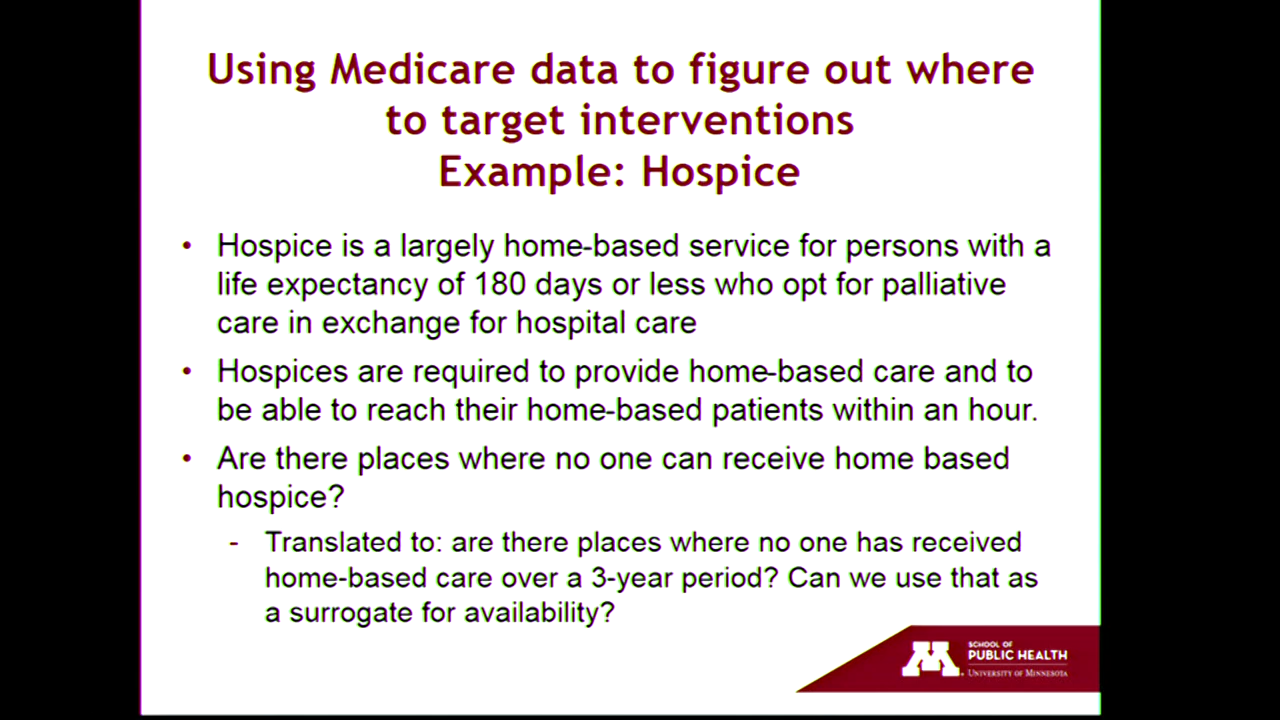 Using Medicare data to figure out where
to target interventions
Example: Hospice
• Hospice is a largely home-based service for persons with a
life expectancy of 180 days or less who opt for palliative
care in exchange for hospital care
• Hospices are required to provide home-based care and to
be able to reach their home-based patients within an hour.
• Are there places where no one can receive home based
hospice?
- Translated to: are there places where no one has received
home-based care over a 3-year period? Can we use that as
a surrogate for availability?
M
SCHOOL OF
PUBLIC HEALTH
UNIVERSITY OF MINNESOTA